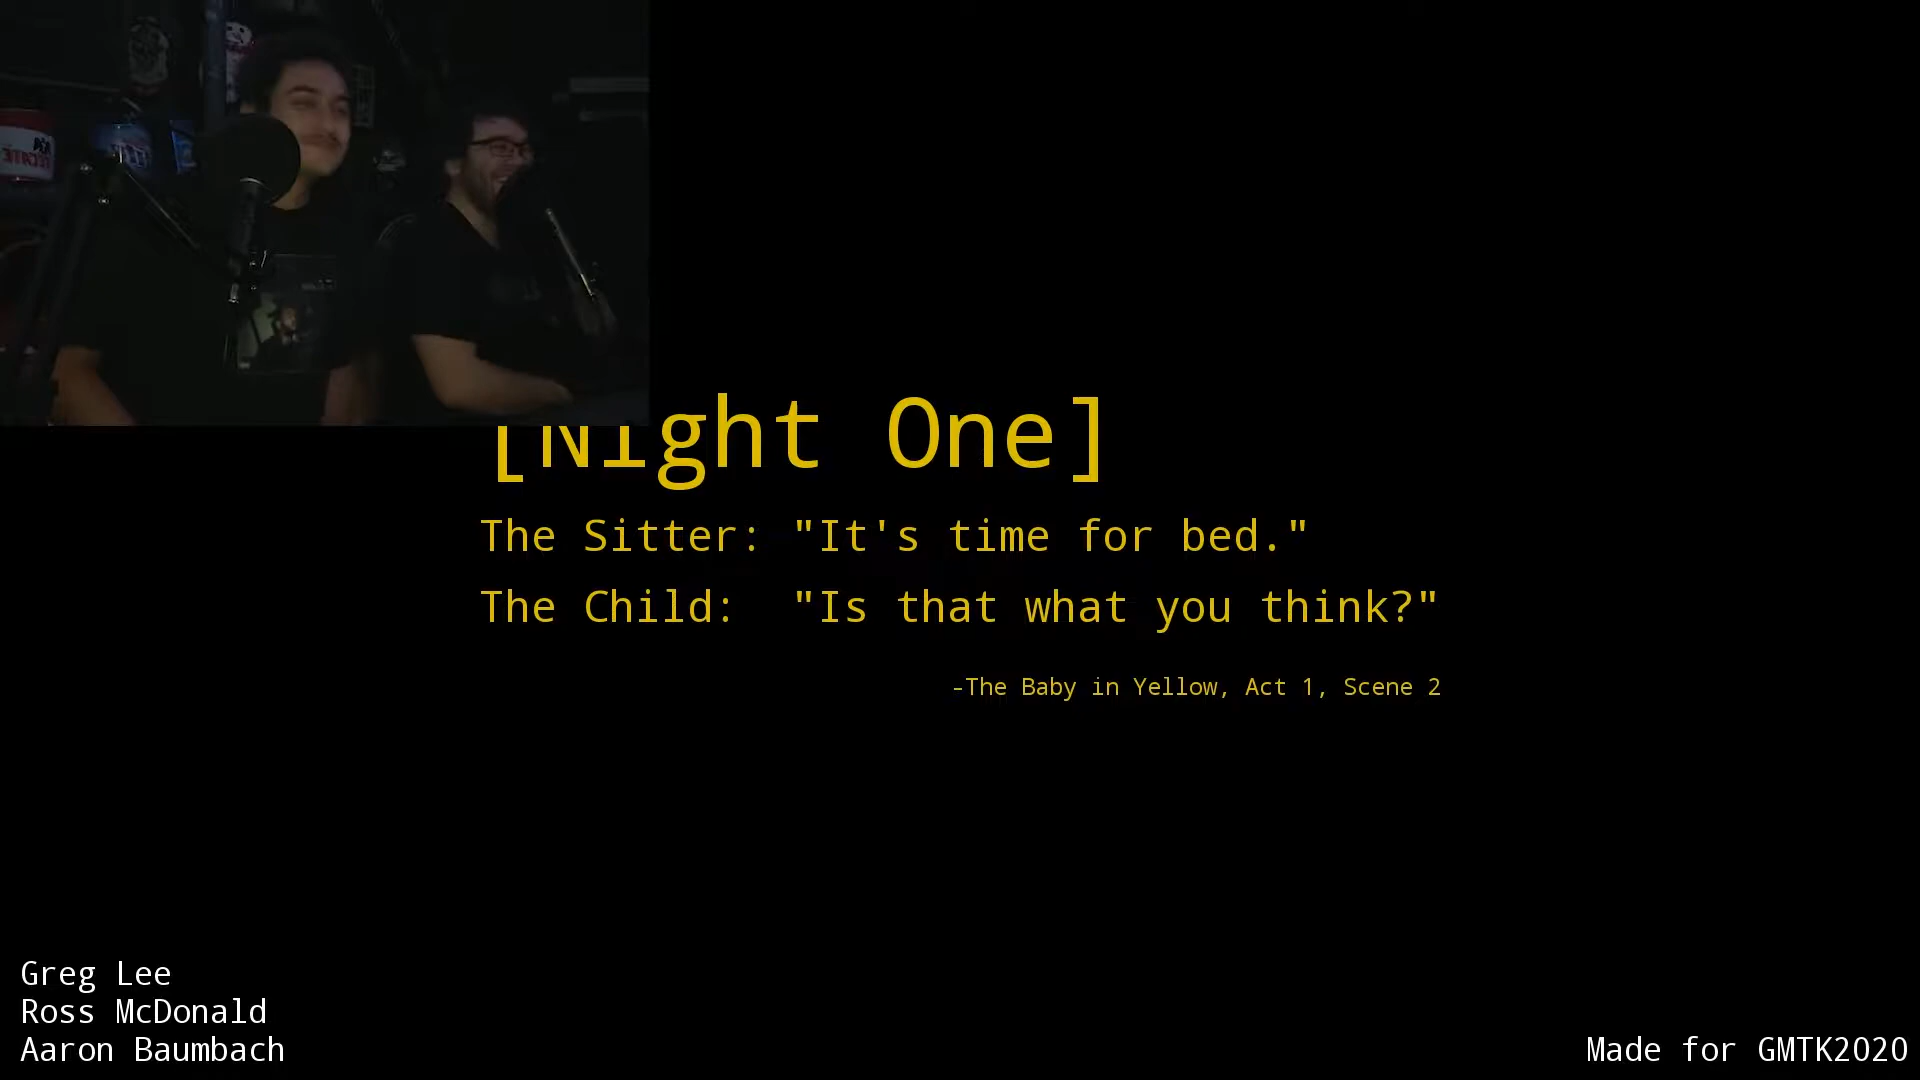 [Night One]
The Sitter: "It's time for bed."
The Child: "Is that what you think?"
-The Baby in Yellow, Act 1, Scene 2
Greg Lee
Ross McDonald
Aaron Baumbach
Made for GMTK2020